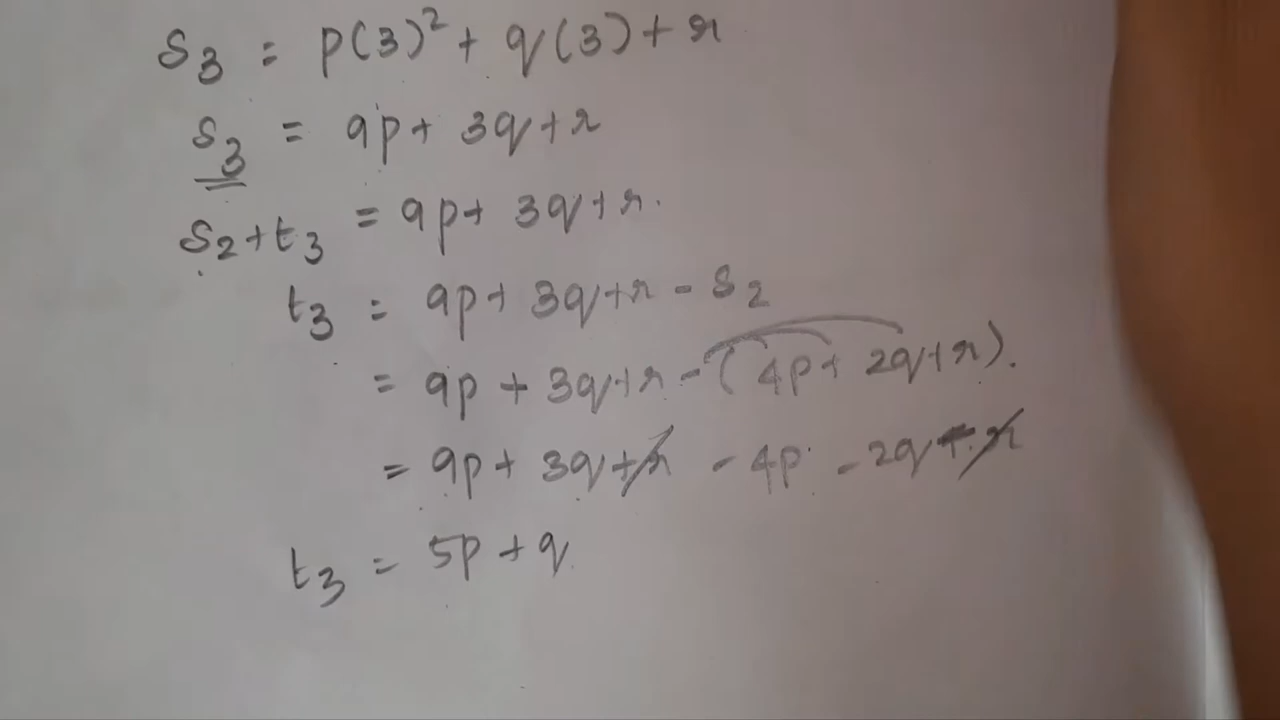 S₃ = p(3)² + q(3) + r
S₃ = 9p + 3q + r
S₂ + t₃ = 9p + 3q + r.
t₃ = 9p + 3q + r - S₂
= 9p + 3q + r - (4p + 2q + r).
= 9p + 3q + r - 4p - 2q - r
t₃ = 5p + q